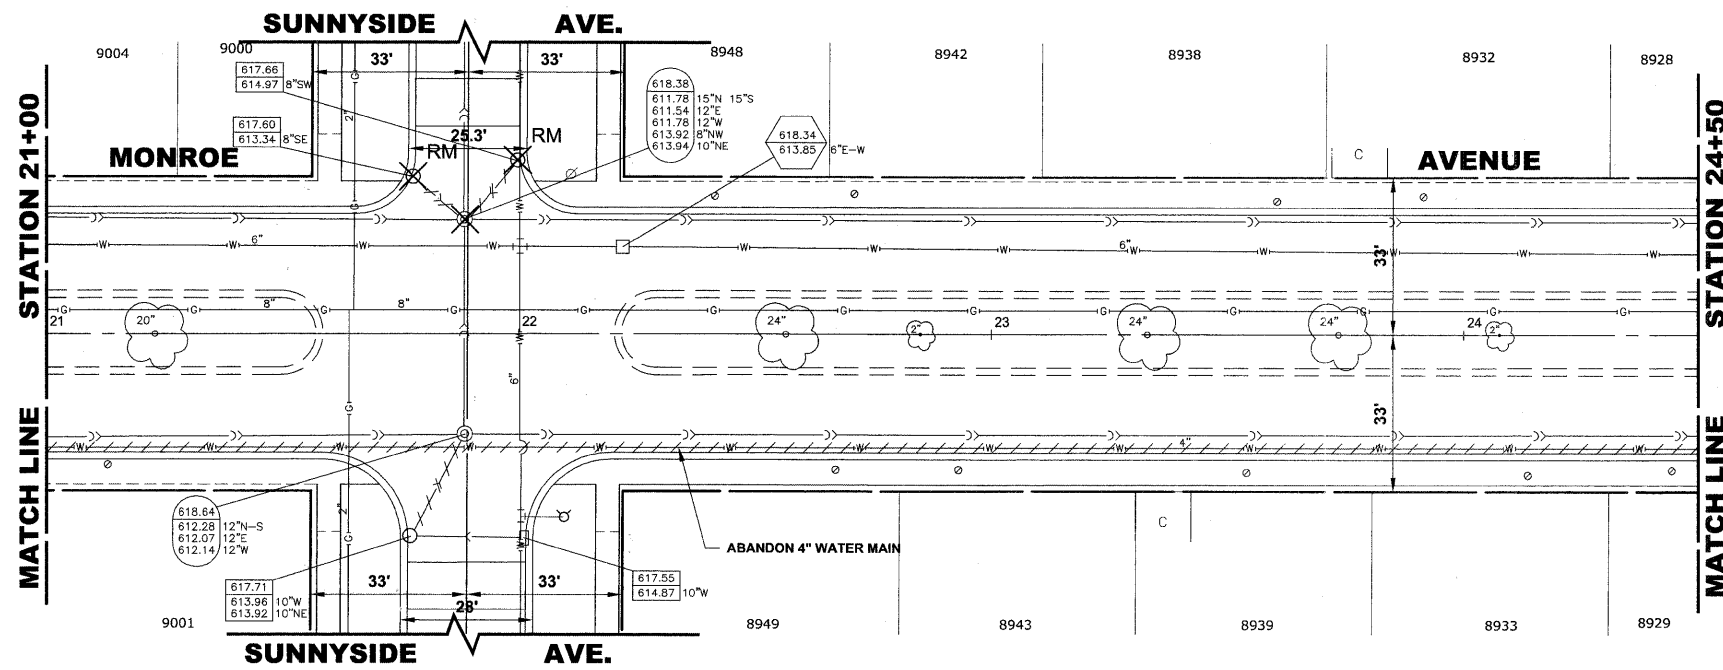 SUNNYSIDE AVE.
9004
9000
8948
8942
8938
8932
8928
33'
33'
617.66
614.97 8"SW
617.60
613.34 8"SE
618.38
611.78 15"N 15"S
611.54 12"E
611.78 12"W
613.92 8"NW
613.94 10"NE
618.34
613.85 6"E-W
2"
G
W
25.3'
RM
RM
MONROE
AVENUE
C
STATION 21+00
STATION 24+50
6"
W
W
W
W
W
W
W
6"
W
W
W
W
33'
8"
8"
G
G
G
G
G
G
G
G
G
G
G
G
21
20"
22
24"
2"
23
24"
24"
24
2"
6"
33'
MATCH LINE
MATCH LINE
W
W
W
W
W
W
W
W
W
W
W
W
4"
618.64
612.28 12"N-S
612.07 12"E
612.14 12"W
2"
G
W
C
ABANDON 4" WATER MAIN
617.71
613.96 10"W
613.92 10"NE
617.55
614.87 10"W
33'
33'
28'
9001
8949
8943
8939
8933
8929
SUNNYSIDE AVE.